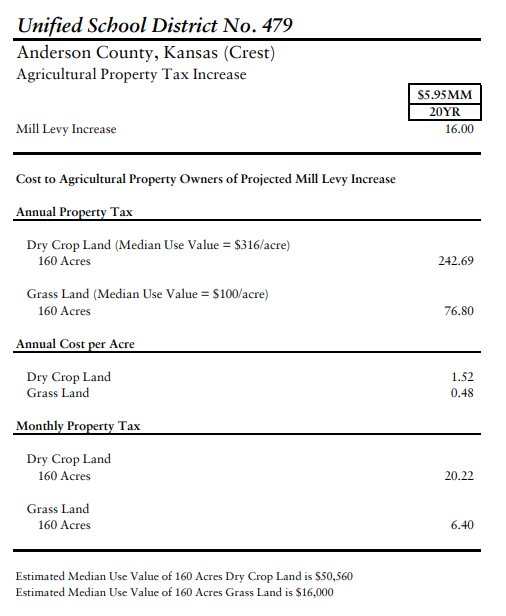 Unified School District No. 479
Anderson County, Kansas (Crest)
Agricultural Property Tax Increase
$5.95MM
20YR
Mill Levy Increase 16.00
Cost to Agricultural Property Owners of Projected Mill Levy Increase
Annual Property Tax
Dry Crop Land (Median Use Value = $316/acre)
160 Acres 242.69
Grass Land (Median Use Value = $100/acre)
160 Acres 76.80
Annual Cost per Acre
Dry Crop Land 1.52
Grass Land 0.48
Monthly Property Tax
Dry Crop Land
160 Acres 20.22
Grass Land
160 Acres 6.40
Estimated Median Use Value of 160 Acres Dry Crop Land is $50,560
Estimated Median Use Value of 160 Acres Grass Land is $16,000